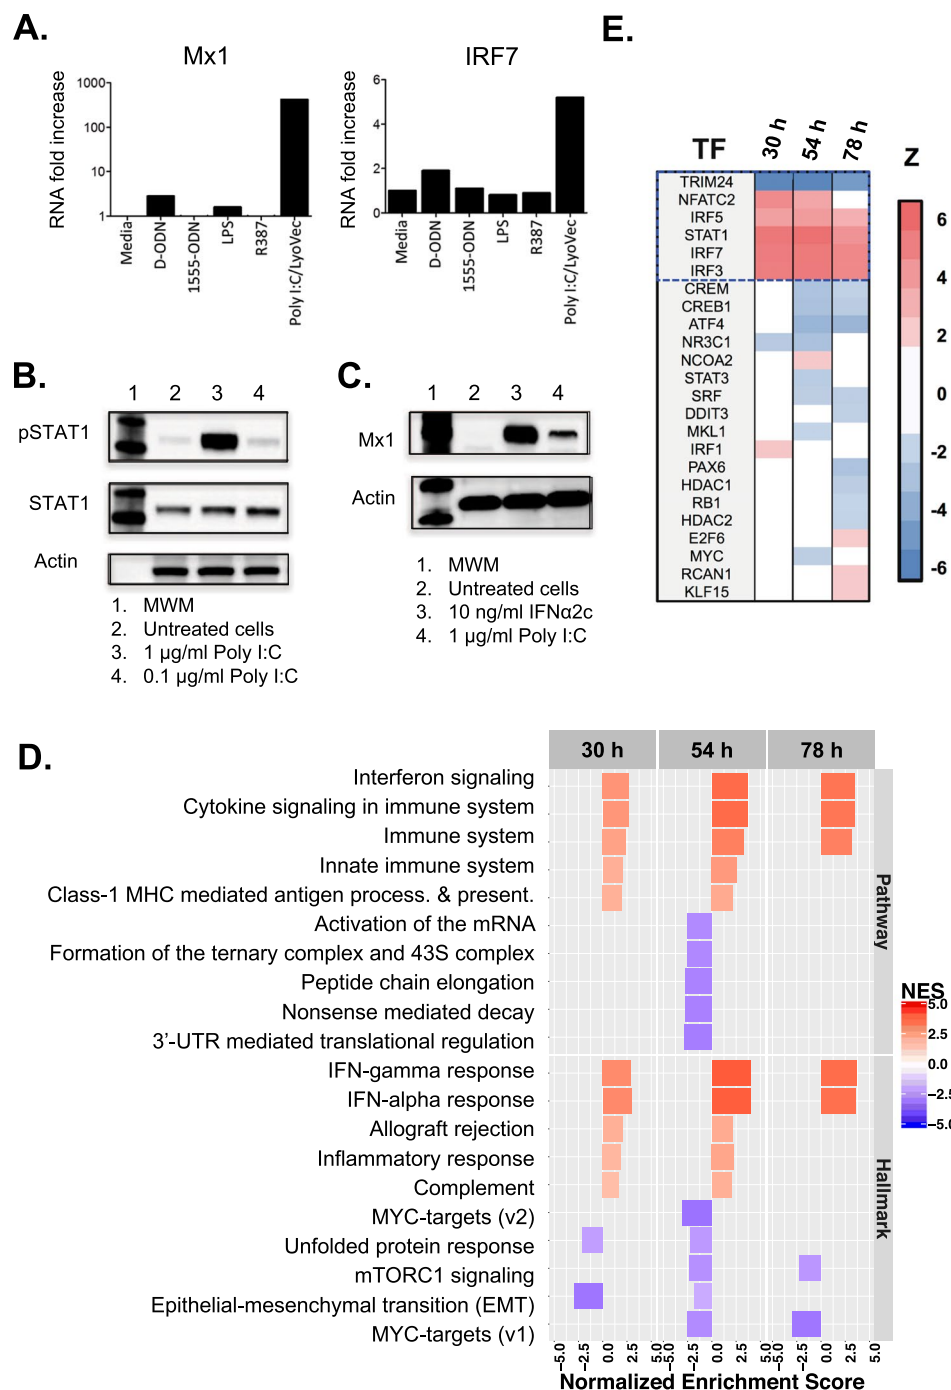 A.
Mx1
RNA fold increase
1000
100
10
1
Media
D-ODN
1555-ODN
LPS
R387
Poly I:C/LyoVec
IRF7
RNA fold increase
6
4
2
0
Media
D-ODN
1555-ODN
LPS
R387
Poly I:C/LyoVec
B.
1 2 3 4
pSTAT1
STAT1
Actin
1. MWM
2. Untreated cells
3. 1 µg/ml Poly I:C
4. 0.1 µg/ml Poly I:C
C.
1 2 3 4
Mx1
Actin
1. MWM
2. Untreated cells
3. 10 ng/ml IFNα2c
4. 1 µg/ml Poly I:C
E.
TF 30 h 54 h 78 h
TRIM24
NFATC2
IRF5
STAT1
IRF7
IRF3
CREM
CREB1
ATF4
NR3C1
NCOA2
STAT3
SRF
DDIT3
MKL1
IRF1
PAX6
HDAC1
RB1
HDAC2
E2F6
MYC
RCAN1
KLF15
Z
6
4
2
0
-2
-4
-6
D.
30 h 54 h 78 h
Interferon signaling
Cytokine signaling in immune system
Immune system
Innate immune system
Class-1 MHC mediated antigen process. & present.
Activation of the mRNA
Formation of the ternary complex and 43S complex
Peptide chain elongation
Nonsense mediated decay
3'-UTR mediated translational regulation
IFN-gamma response
IFN-alpha response
Allograft rejection
Inflammatory response
Complement
MYC-targets (v2)
Unfolded protein response
mTORC1 signaling
Epithelial-mesenchymal transition (EMT)
MYC-targets (v1)
Pathway
Hallmark
NES
5.0
2.5
0.0
−2.5
−5.0
−5.0 −2.5 0.0 2.5 5.0 −5.0 −2.5 0.0 2.5 5.0 −5.0 −2.5 0.0 2.5 5.0
Normalized Enrichment Score